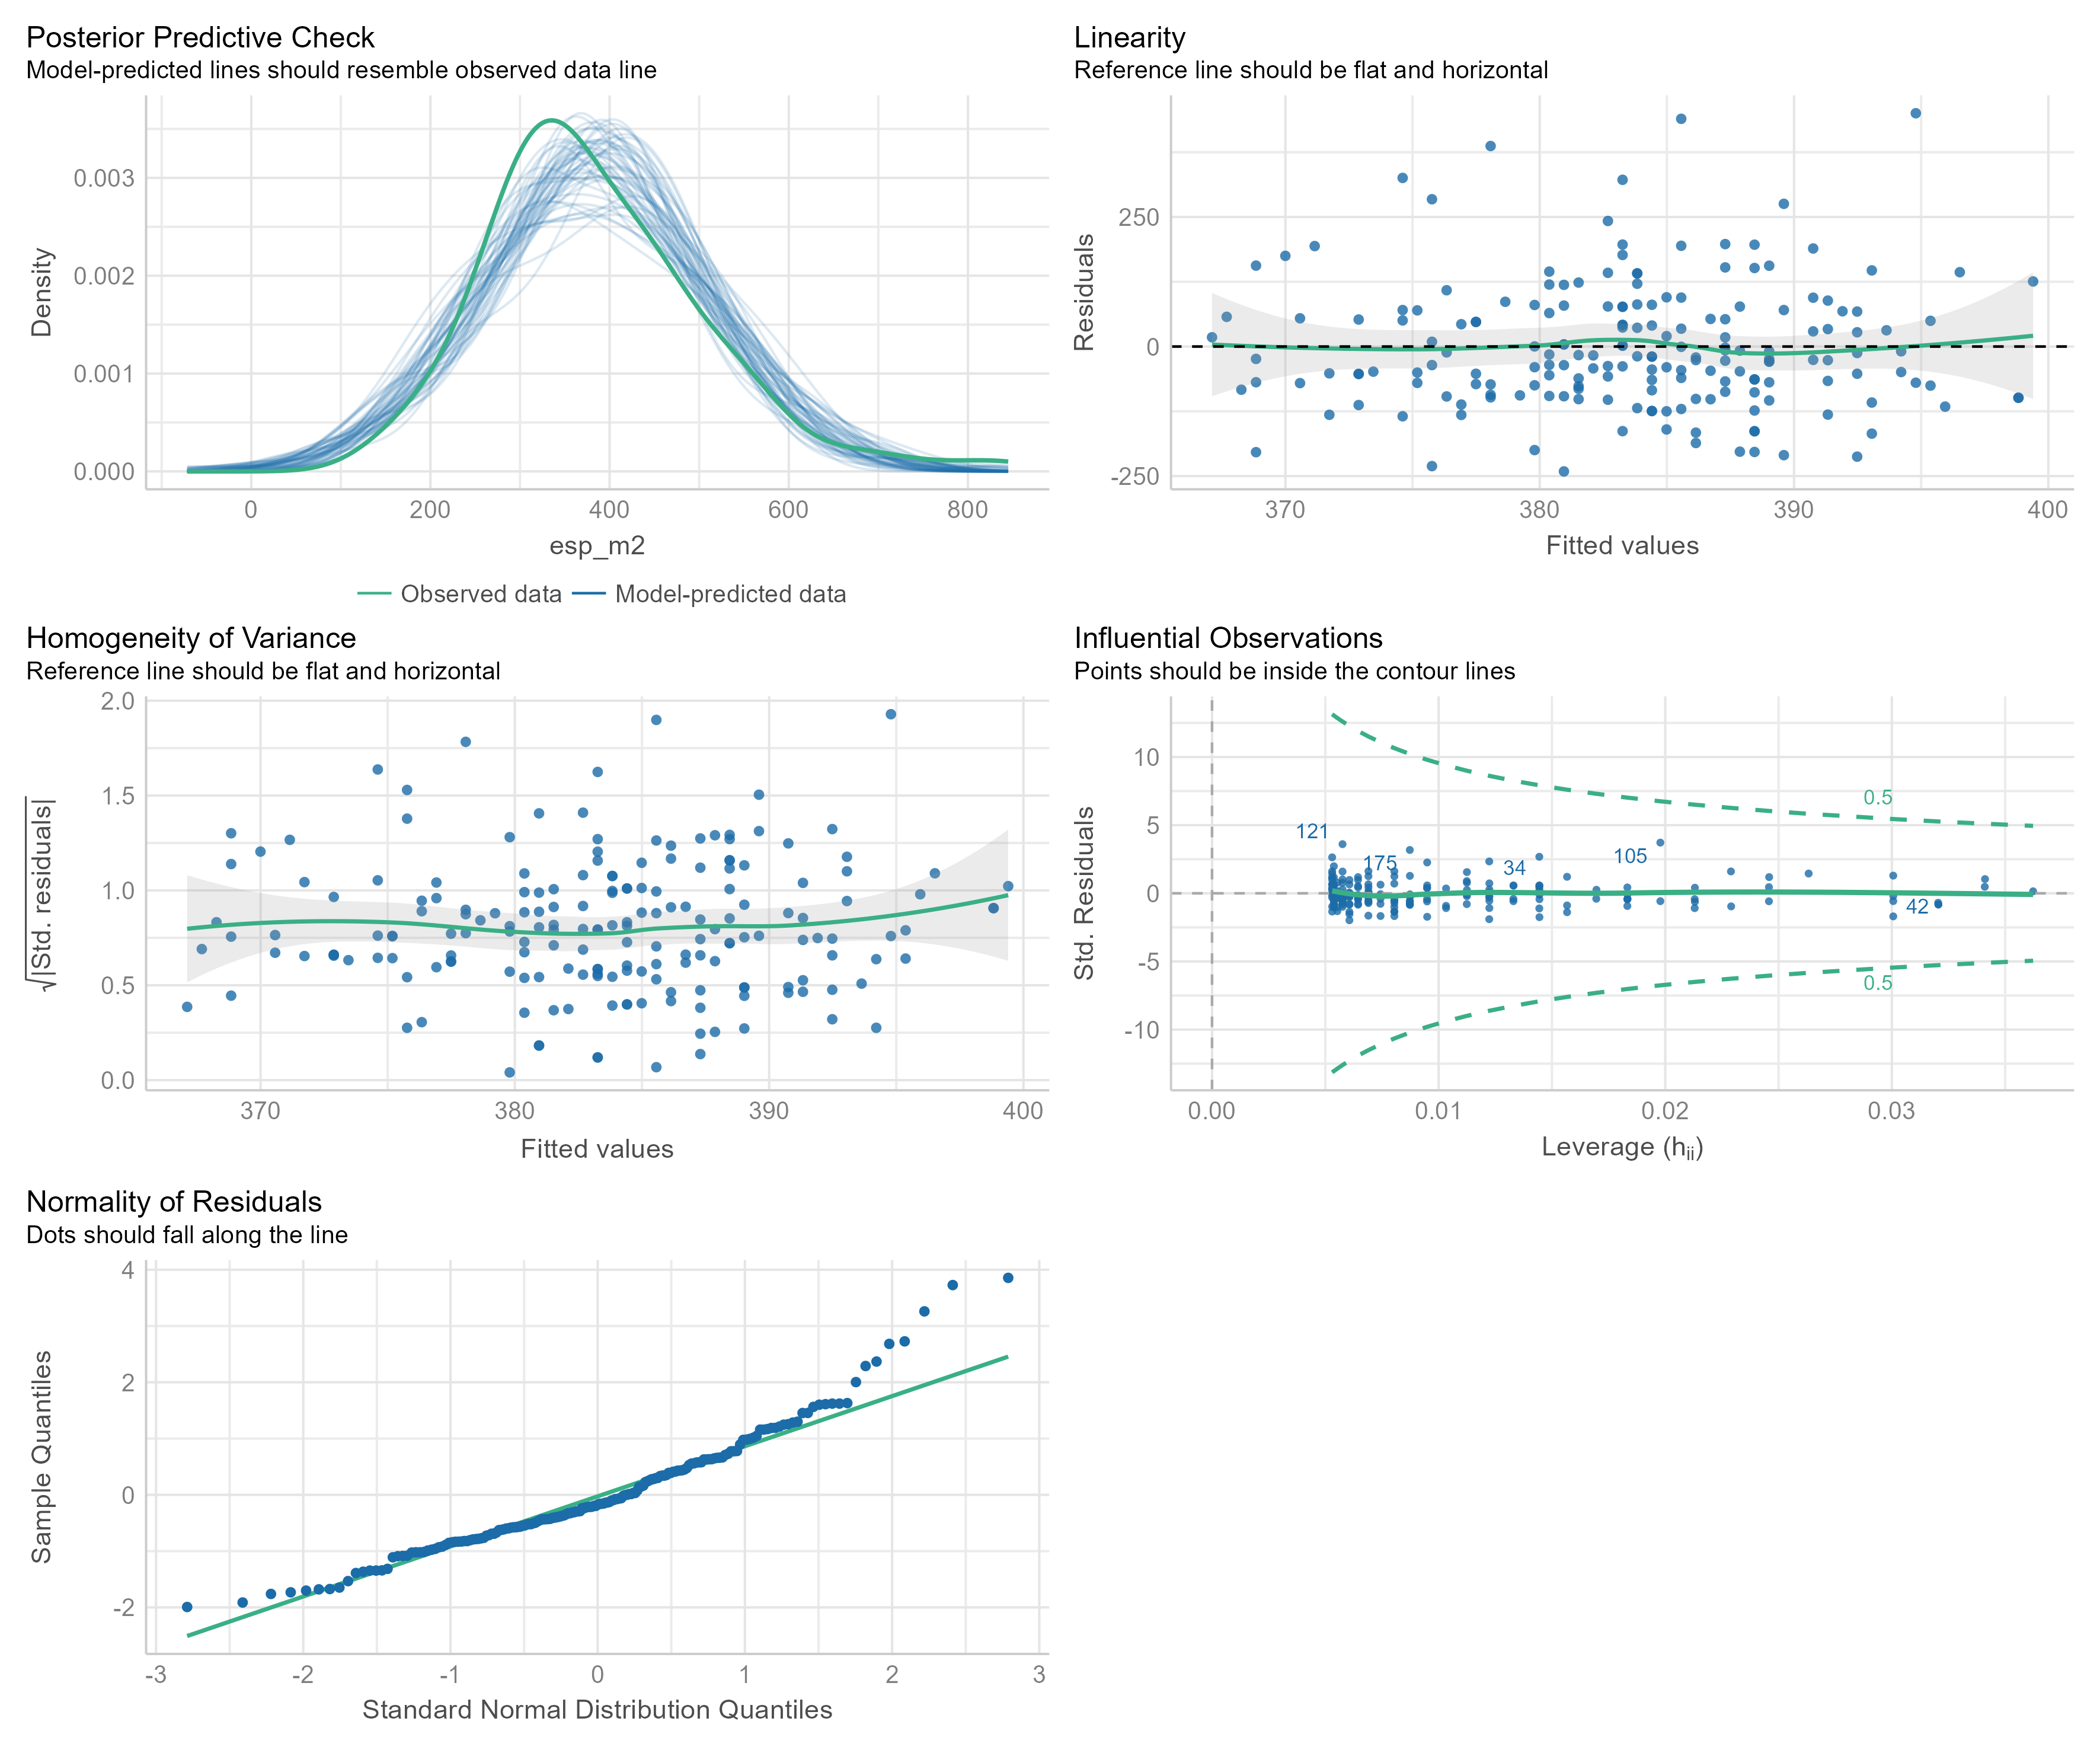 Posterior Predictive Check
Model-predicted lines should resemble observed data line
0.003
0.002
0.001
0.000
Density
0 200 400 600 800
esp_m2
Observed data Model-predicted data
Linearity
Reference line should be flat and horizontal
250
0
-250
Residuals
370 380 390 400
Fitted values
Homogeneity of Variance
Reference line should be flat and horizontal
2.0
1.5
1.0
0.5
0.0
√|Std. residuals|
370 380 390 400
Fitted values
Influential Observations
Points should be inside the contour lines
10
5
0
-5
-10
Std. Residuals
0.5
121
175
34
105
42
0.5
0.00 0.01 0.02 0.03
Leverage (hᵢᵢ)
Normality of Residuals
Dots should fall along the line
4
2
0
-2
Sample Quantiles
-3 -2 -1 0 1 2 3
Standard Normal Distribution Quantiles